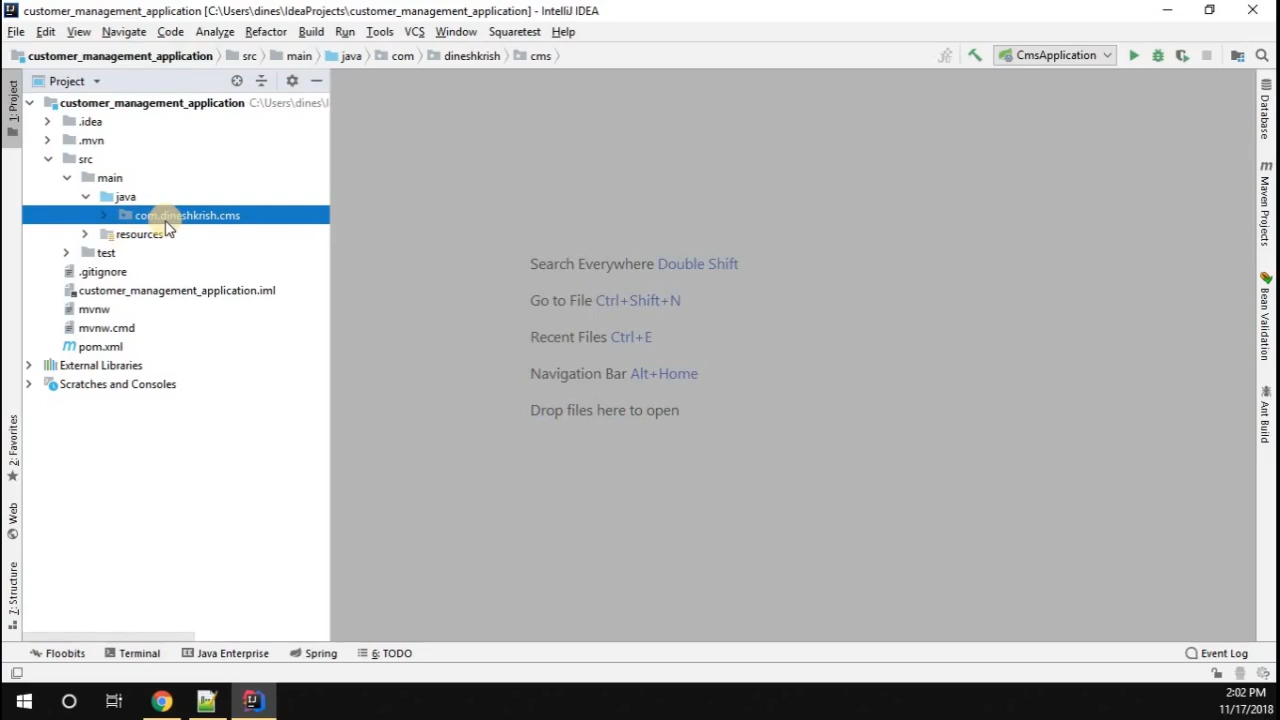 customer_management_application [C:\Users\dines\IdeaProjects\customer_management_application] - IntelliJ IDEA
File Edit View Navigate Code Analyze Refactor Build Run Tools VCS Window Squaretest Help
customer_management_application src main java com dineshkrish cms CmsApplication
1: Project
Project
customer_management_application C:\Users\dines\I
.idea
.mvn
src
main
java
com.dineshkrish.cms
resources
test
.gitignore
customer_management_application.iml
mvnw
mvnw.cmd
pom.xml
External Libraries
Scratches and Consoles
Search Everywhere Double Shift
Go to File Ctrl+Shift+N
Recent Files Ctrl+E
Navigation Bar Alt+Home
Drop files here to open
Database
m
Maven Projects
Bean Validation
Ant Build
2: Favorites
Web
7: Structure
Floobits Terminal Java Enterprise Spring 6: TODO Event Log
IJ
2:02 PM
11/17/2018